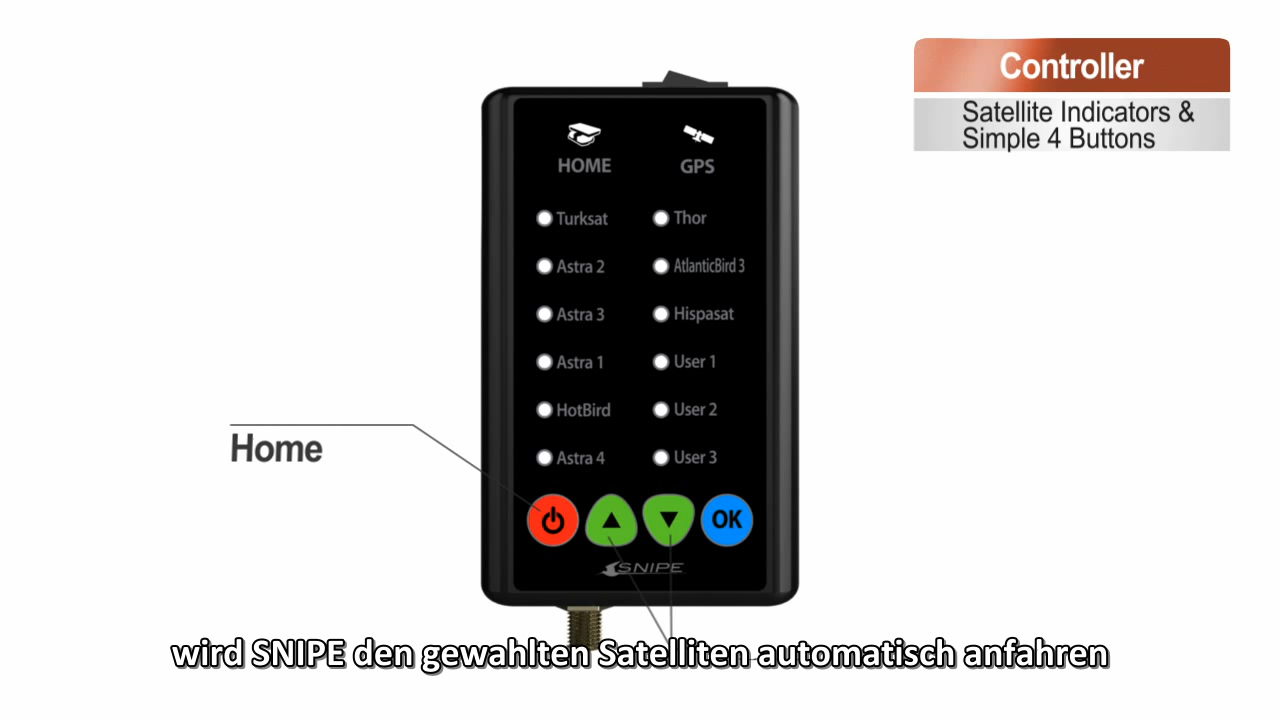 Controller
Satellite Indicators &
Simple 4 Buttons
HOME
GPS
Turksat
Thor
Astra 2
AtlanticBird 3
Astra 3
Hispasat
Astra 1
User 1
HotBird
User 2
Astra 4
User 3
Home
OK
SNIPE
wird SNIPE den gewahlten Satelliten automatisch anfahren